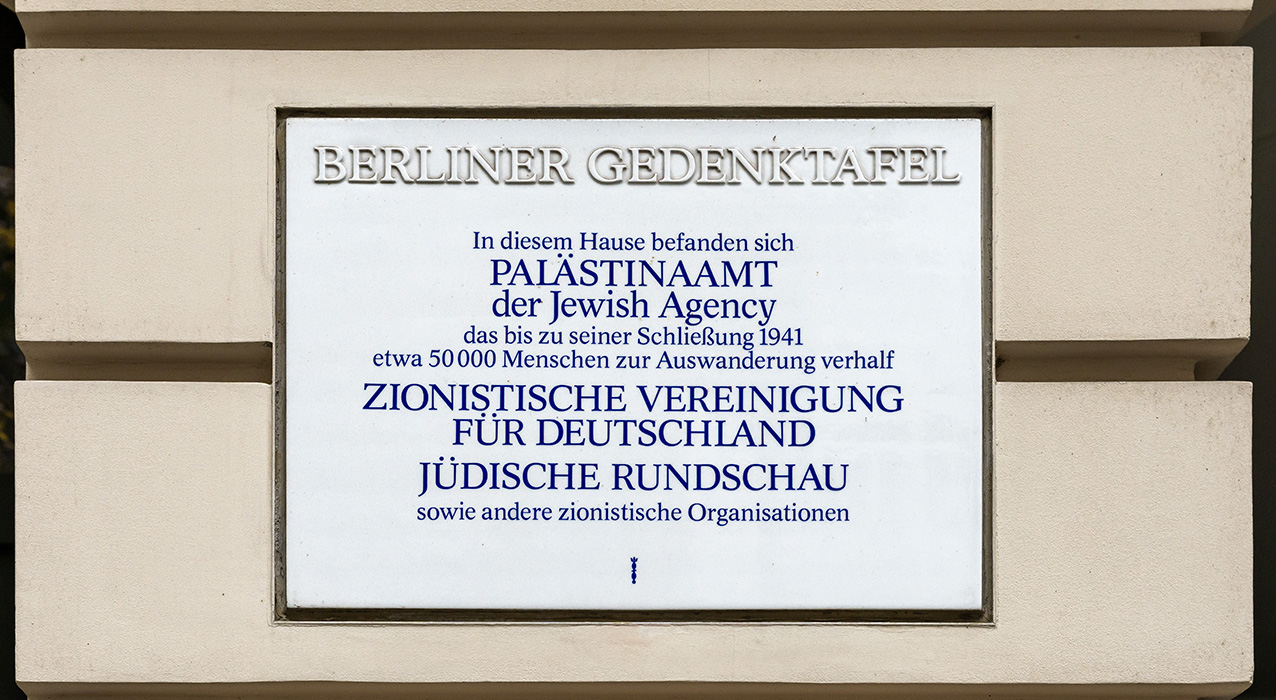 BERLINER GEDENKTAFEL
In diesem Hause befanden sich
PALÄSTINAAMT
der Jewish Agency
das bis zu seiner Schließung 1941
etwa 50 000 Menschen zur Auswanderung verhalf
ZIONISTISCHE VEREINIGUNG
FÜR DEUTSCHLAND
JÜDISCHE RUNDSCHAU
sowie andere zionistische Organisationen